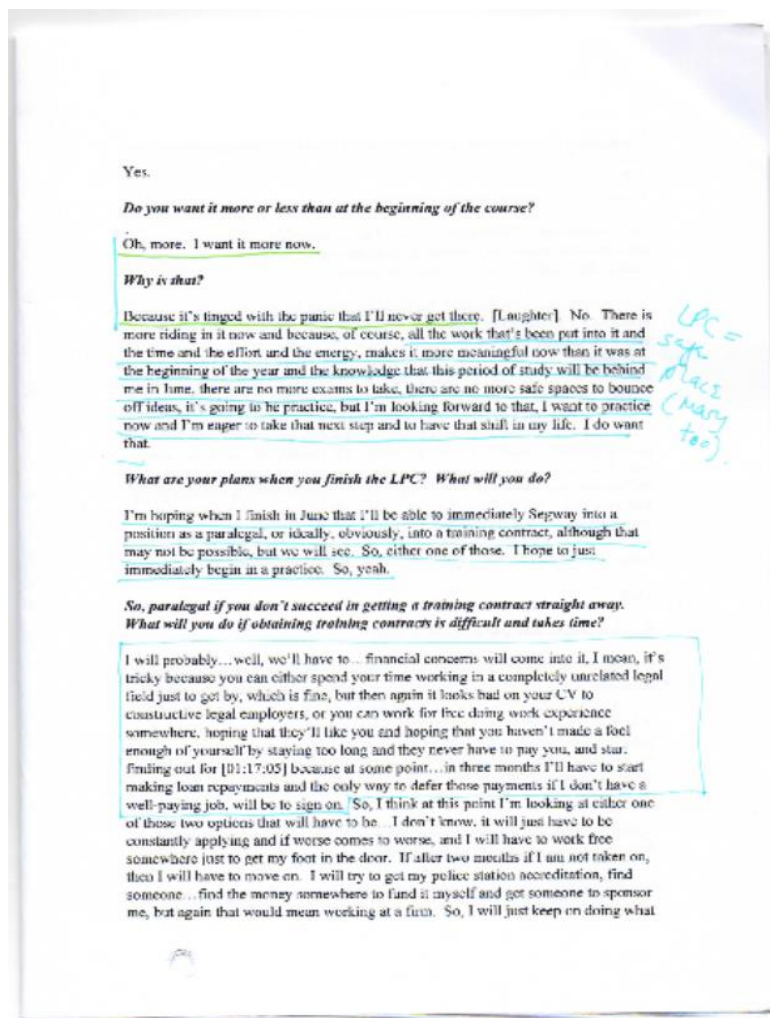 Yes.
Do you want it more or less than at the beginning of the course?
Oh, more. I want it more now.
Why is that?
Because it's tinged with the panic that I'll never get there. [Laughter] No. There is
more riding in it now and because, of course, all the work that's been put into it and
the time and the effort and the energy, makes it more meaningful now than it was at
the beginning of the year and the knowledge that this period of study will be behind
me in June, there are no more exams to take, there are no more safe spaces to bounce
off ideas, it's going to be practice, but I'm looking forward to that, I want to practice
now and I'm eager to take that next step and to have that shift in my life. I do want
that.
LPC =
safe
place
(Mary
too)
What are your plans when you finish the LPC? What will you do?
I'm hoping when I finish in June that I'll be able to immediately Segway into a
position as a paralegal, or ideally, obviously, into a training contract, although that
may not be possible, but we will see. So, either one of those. I hope to just
immediately begin in a practice. So, yeah.
So, paralegal if you don't succeed in getting a training contract straight away.
What will you do if obtaining training contracts is difficult and takes time?
I will probably…well, we'll have to… financial concerns will come into it, I mean, it's
tricky because you can either spend your time working in a completely unrelated legal
field just to get by, which is fine, but then again it looks bad on your CV to
constructive legal employers, or you can work for free doing work experience
somewhere, hoping that they'll like you and hoping that you haven't made a fool
enough of yourself by staying too long and they never have to pay you, and start
finding out for [01:17:05] because at some point…in three months I'll have to start
making loan repayments and the only way to defer those payments if I don't have a
well-paying job, will be to sign on. So, I think at this point I'm looking at either one
of those two options that will have to be…I don't know, it will just have to be
constantly applying and if worse comes to worse, and I will have to work free
somewhere just to get my foot in the door. If after two months if I am not taken on,
then I will have to move on. I will try to get my police station accreditation, find
someone…find the money somewhere to fund it myself and get someone to sponsor
me, but again that would mean working at a firm. So, I will just keep on doing what